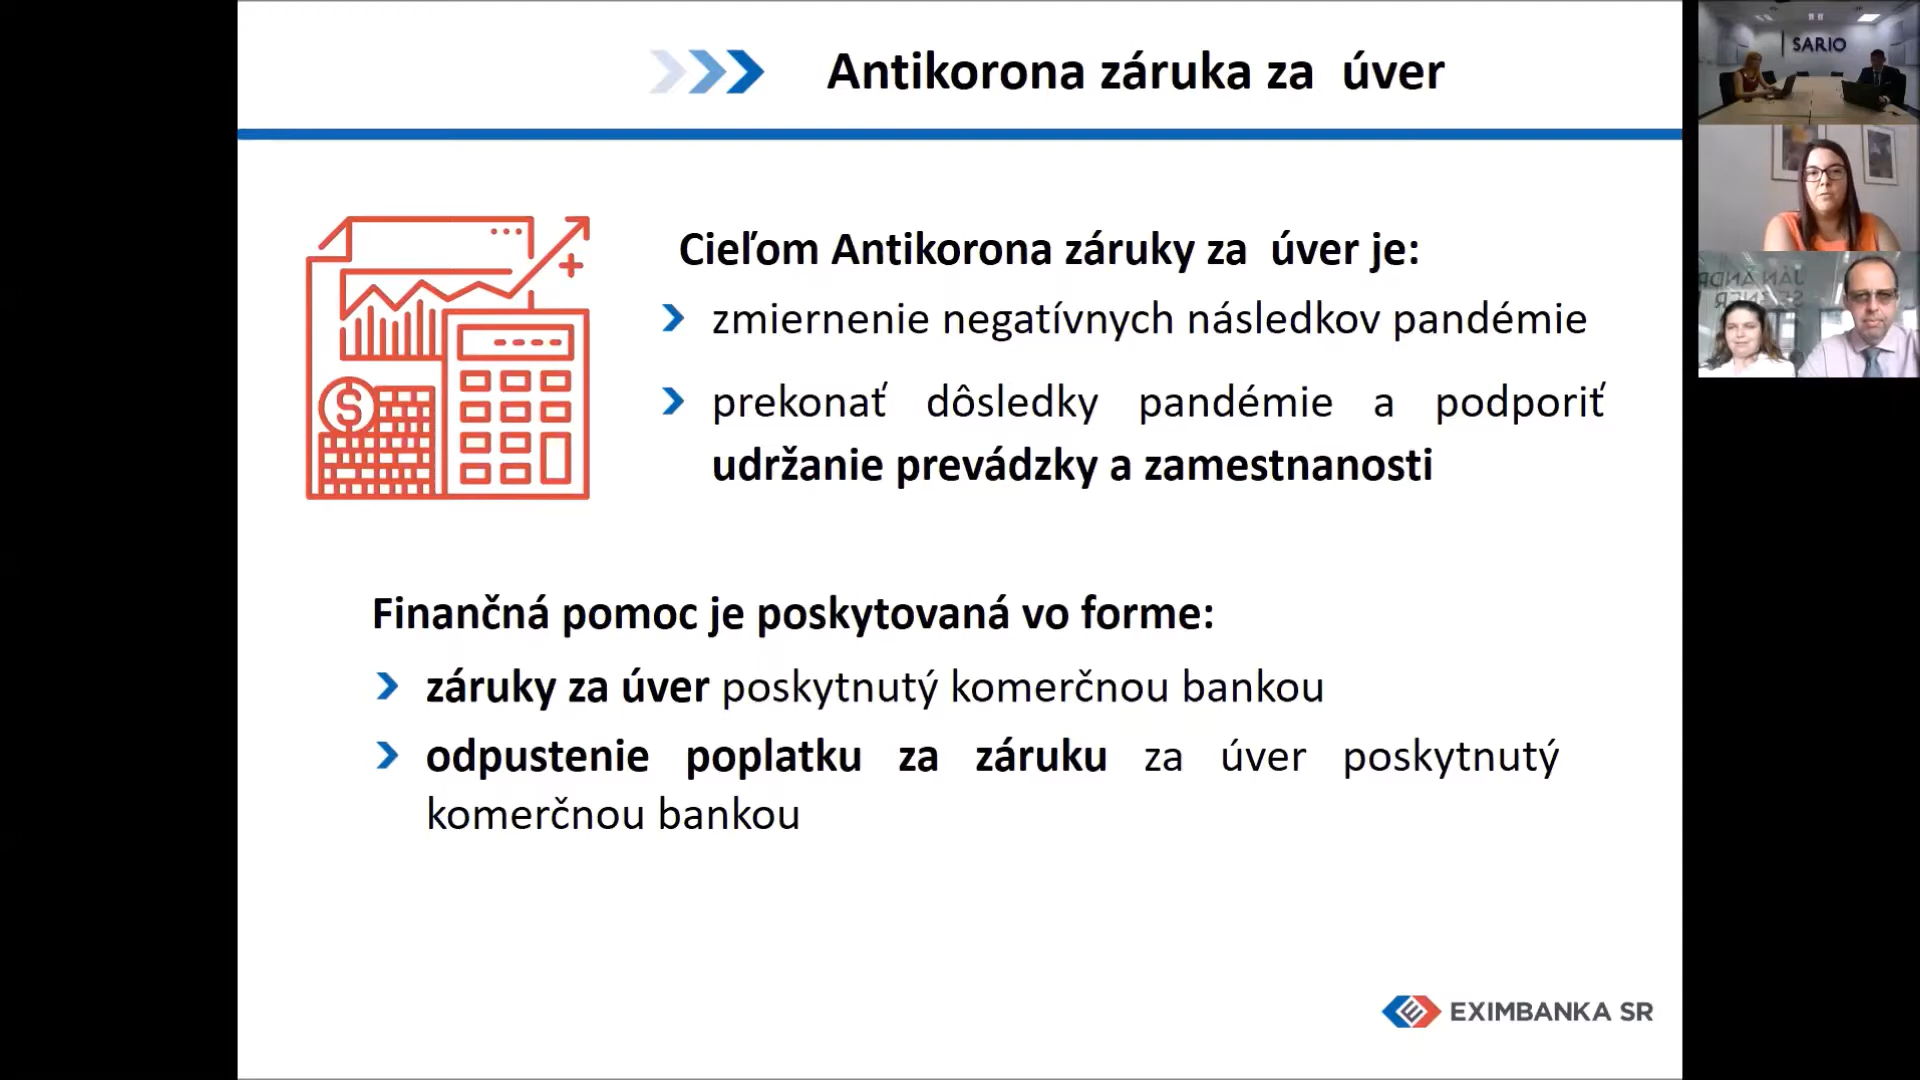 Antikorona záruka za úver
Cieľom Antikorona záruky za úver je:
zmiernenie negatívnych následkov pandémie
prekonať dôsledky pandémie a podporiť
udržanie prevádzky a zamestnanosti
Finančná pomoc je poskytovaná vo forme:
záruky za úver poskytnutý komerčnou bankou
odpustenie poplatku za záruku za úver poskytnutý
komerčnou bankou
EXIMBANKA SR
SARIO